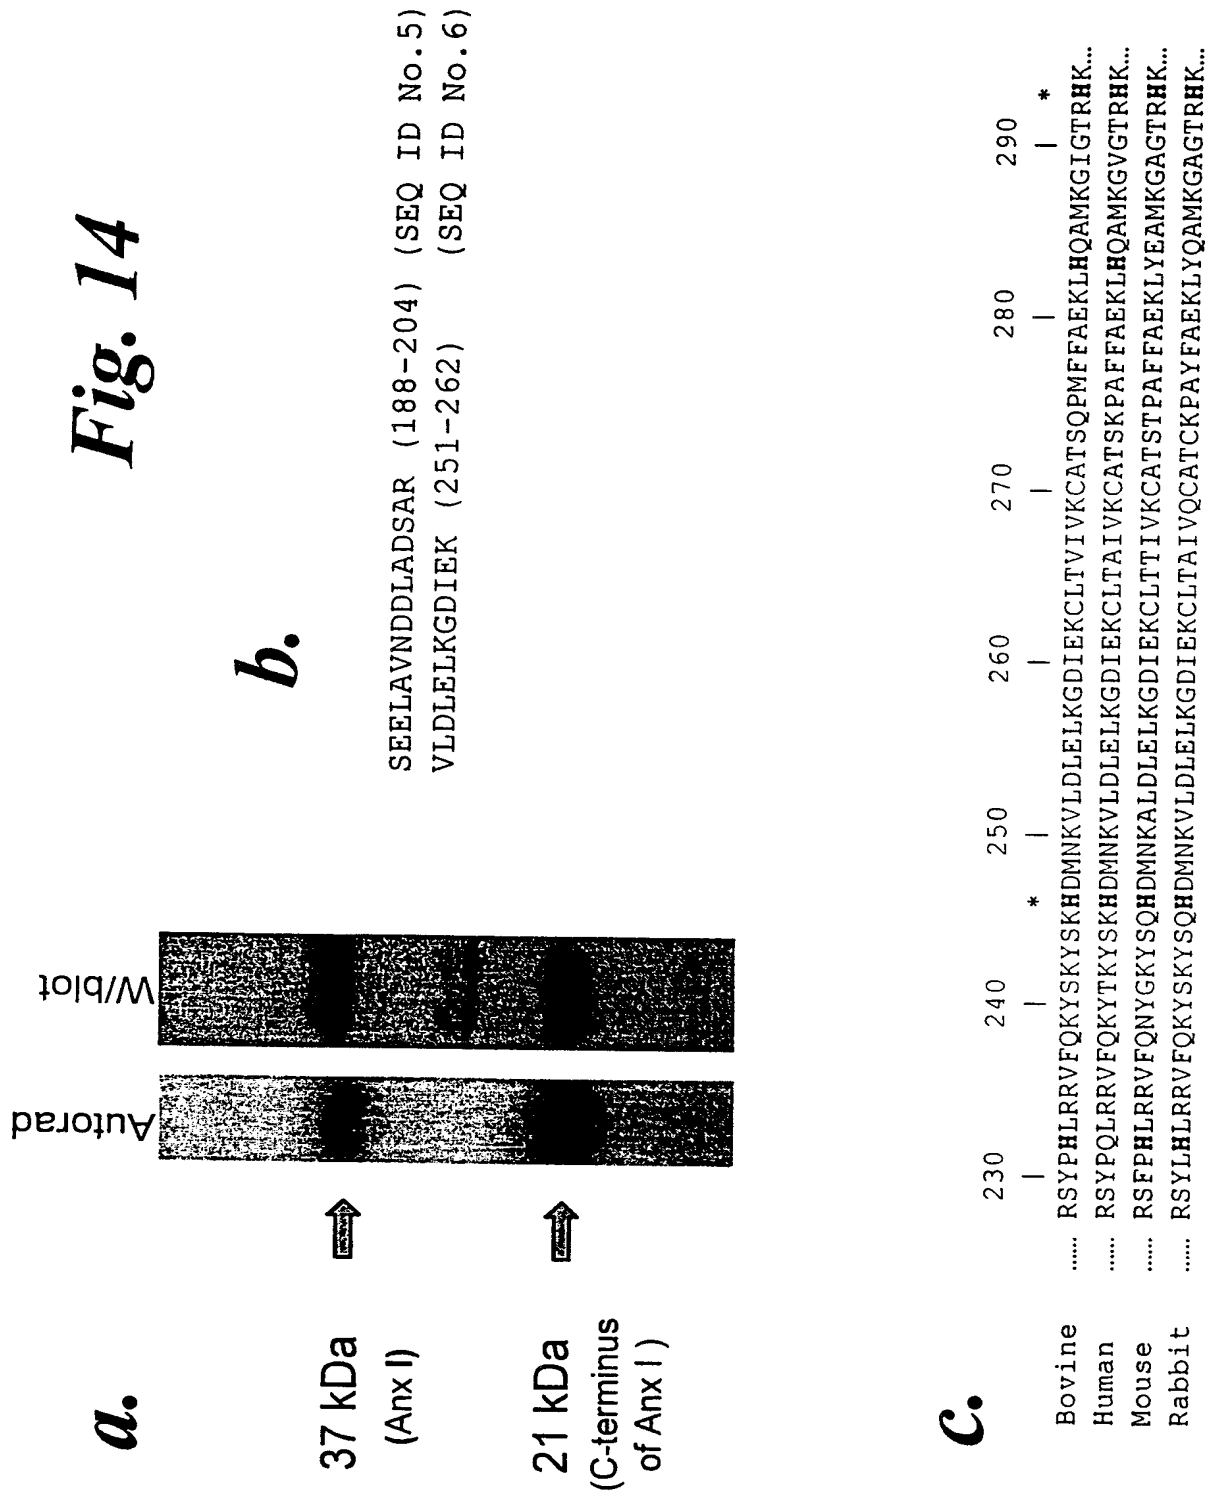 Fig. 14
a.
Autorad
W/blot
37 kDa
(Anx I)
21 kDa
(C-terminus
of Anx I )
b.
SEELAVNDDLADSAR (188-204) (SEQ ID No.5)
VLDLELKGDIEK (251-262) (SEQ ID No.6)
c.
230 240 250 260 270 280 290
* *
Bovine ...... RSYPHLRRVFQKYSKYSKHDMNKVLDLELKGDIEKCLTVIVKCATSQPMFFAEKLHQAMKGIGTRHK...
Human ...... RSYPQLRRVFQKYTKYSKHDMNKVLDLELKGDIEKCLTAIVKCATSKPAFFAEKLHQAMKGVGTRHK...
Mouse ...... RSFPHLRRVFQNYGKYSQHDMNKALDLELKGDIEKCLTTIVKCATSTPAFFAEKLYEAMKGAGTRHK...
Rabbit ...... RSYLHLRRVFQKYSKYSQHDMNKVLDLELKGDIEKCLTAIVQCATCKPAYFAEKLYQAMKGAGTRHK...